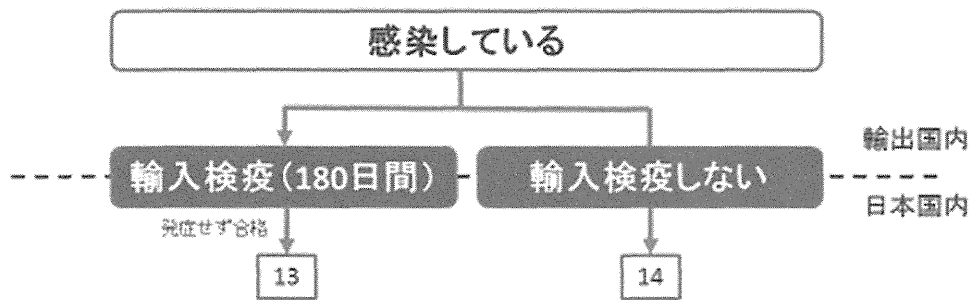 感染している
輸出国内
輸入検疫(180日間)
輸入検疫しない
日本国内
発症せず合格
13
14